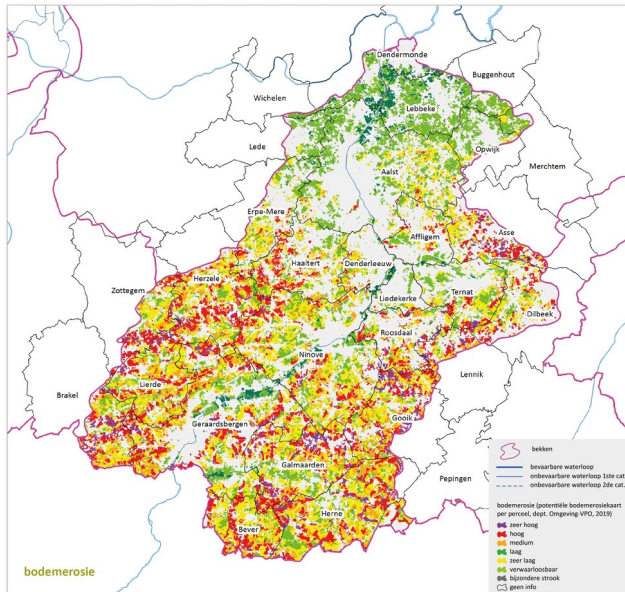 Dendermonde
Buggenhout
Wichelen
Lebbeke
Lede
Opwijk
Merchtem
Aalst
Erpe-Mere
Affligem
Asse
Haaltert
Denderleeuw
Zottegem
Herzele
Liedekerke
Ternat
Dilbeek
Roosdaal
Ninove
Lennik
Lierde
Brakel
Gooik
Geraardsbergen
Galmaarden
Pepingen
Herne
Bever
bekken
bevaarbare waterloop
onbevaarbare waterloop 1ste cat.
onbevaarbare waterloop 2de cat.
bodemerosie (potentiële bodemerosiekaart
per perceel, dept. Omgeving-VPO, 2019)
zeer hoog
hoog
medium
laag
zeer laag
verwaarloosbaar
bijzondere strook
geen info
bodemerosie